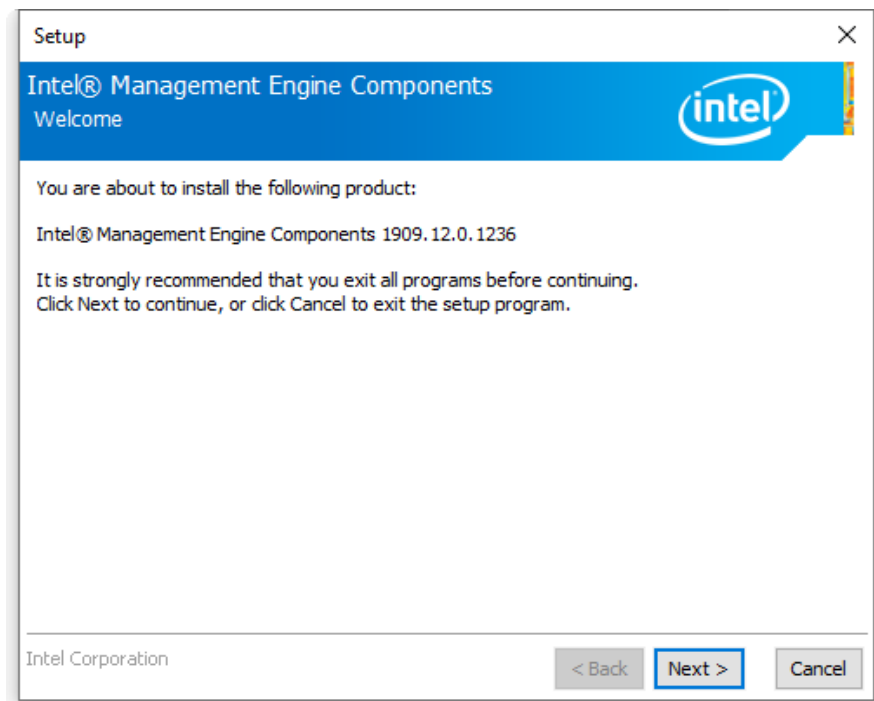 Setup
Intel® Management Engine Components
Welcome
intel
You are about to install the following product:
Intel® Management Engine Components 1909.12.0.1236
It is strongly recommended that you exit all programs before continuing.
Click Next to continue, or click Cancel to exit the setup program.
Intel Corporation
< Back Next > Cancel